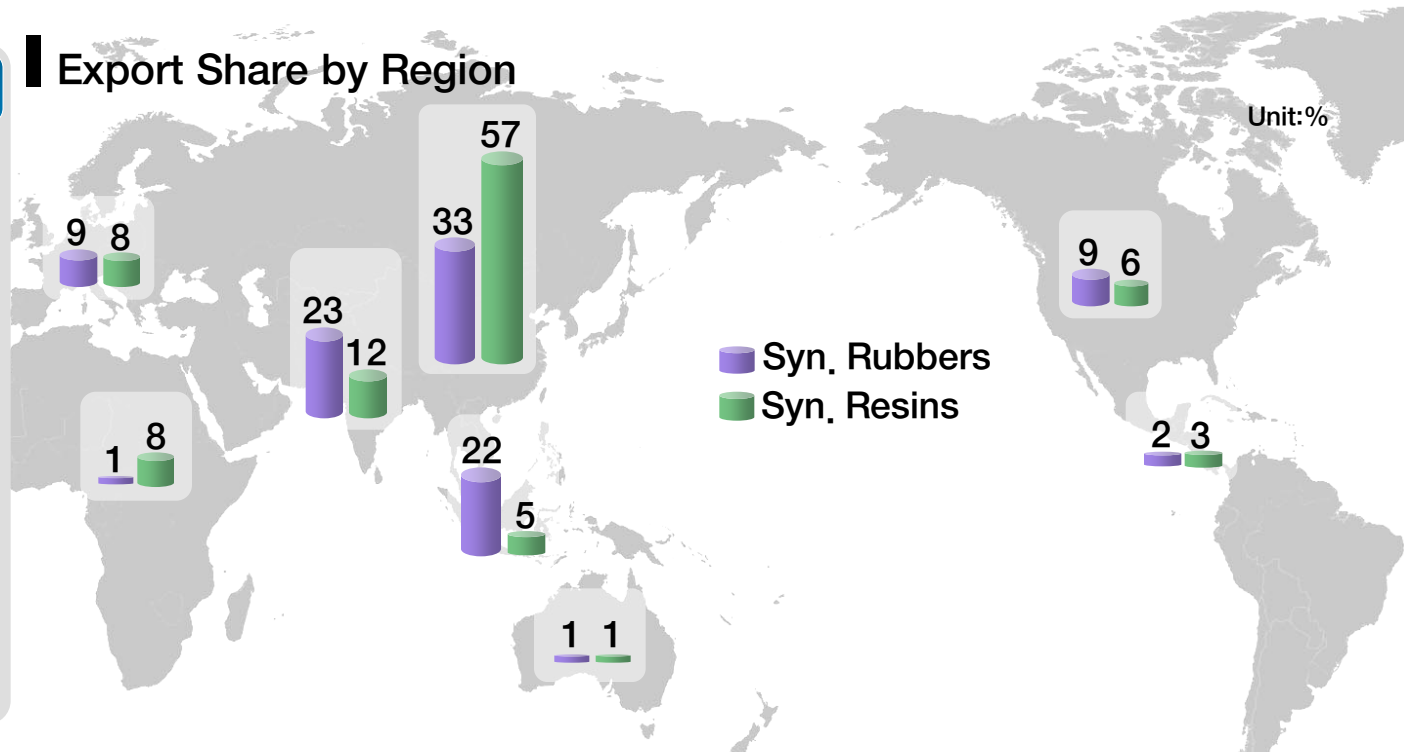 Export Share by Region
Unit:%
57
33
9 8
9 6
23
12
Syn. Rubbers
Syn. Resins
1 8
2 3
22
5
1 1